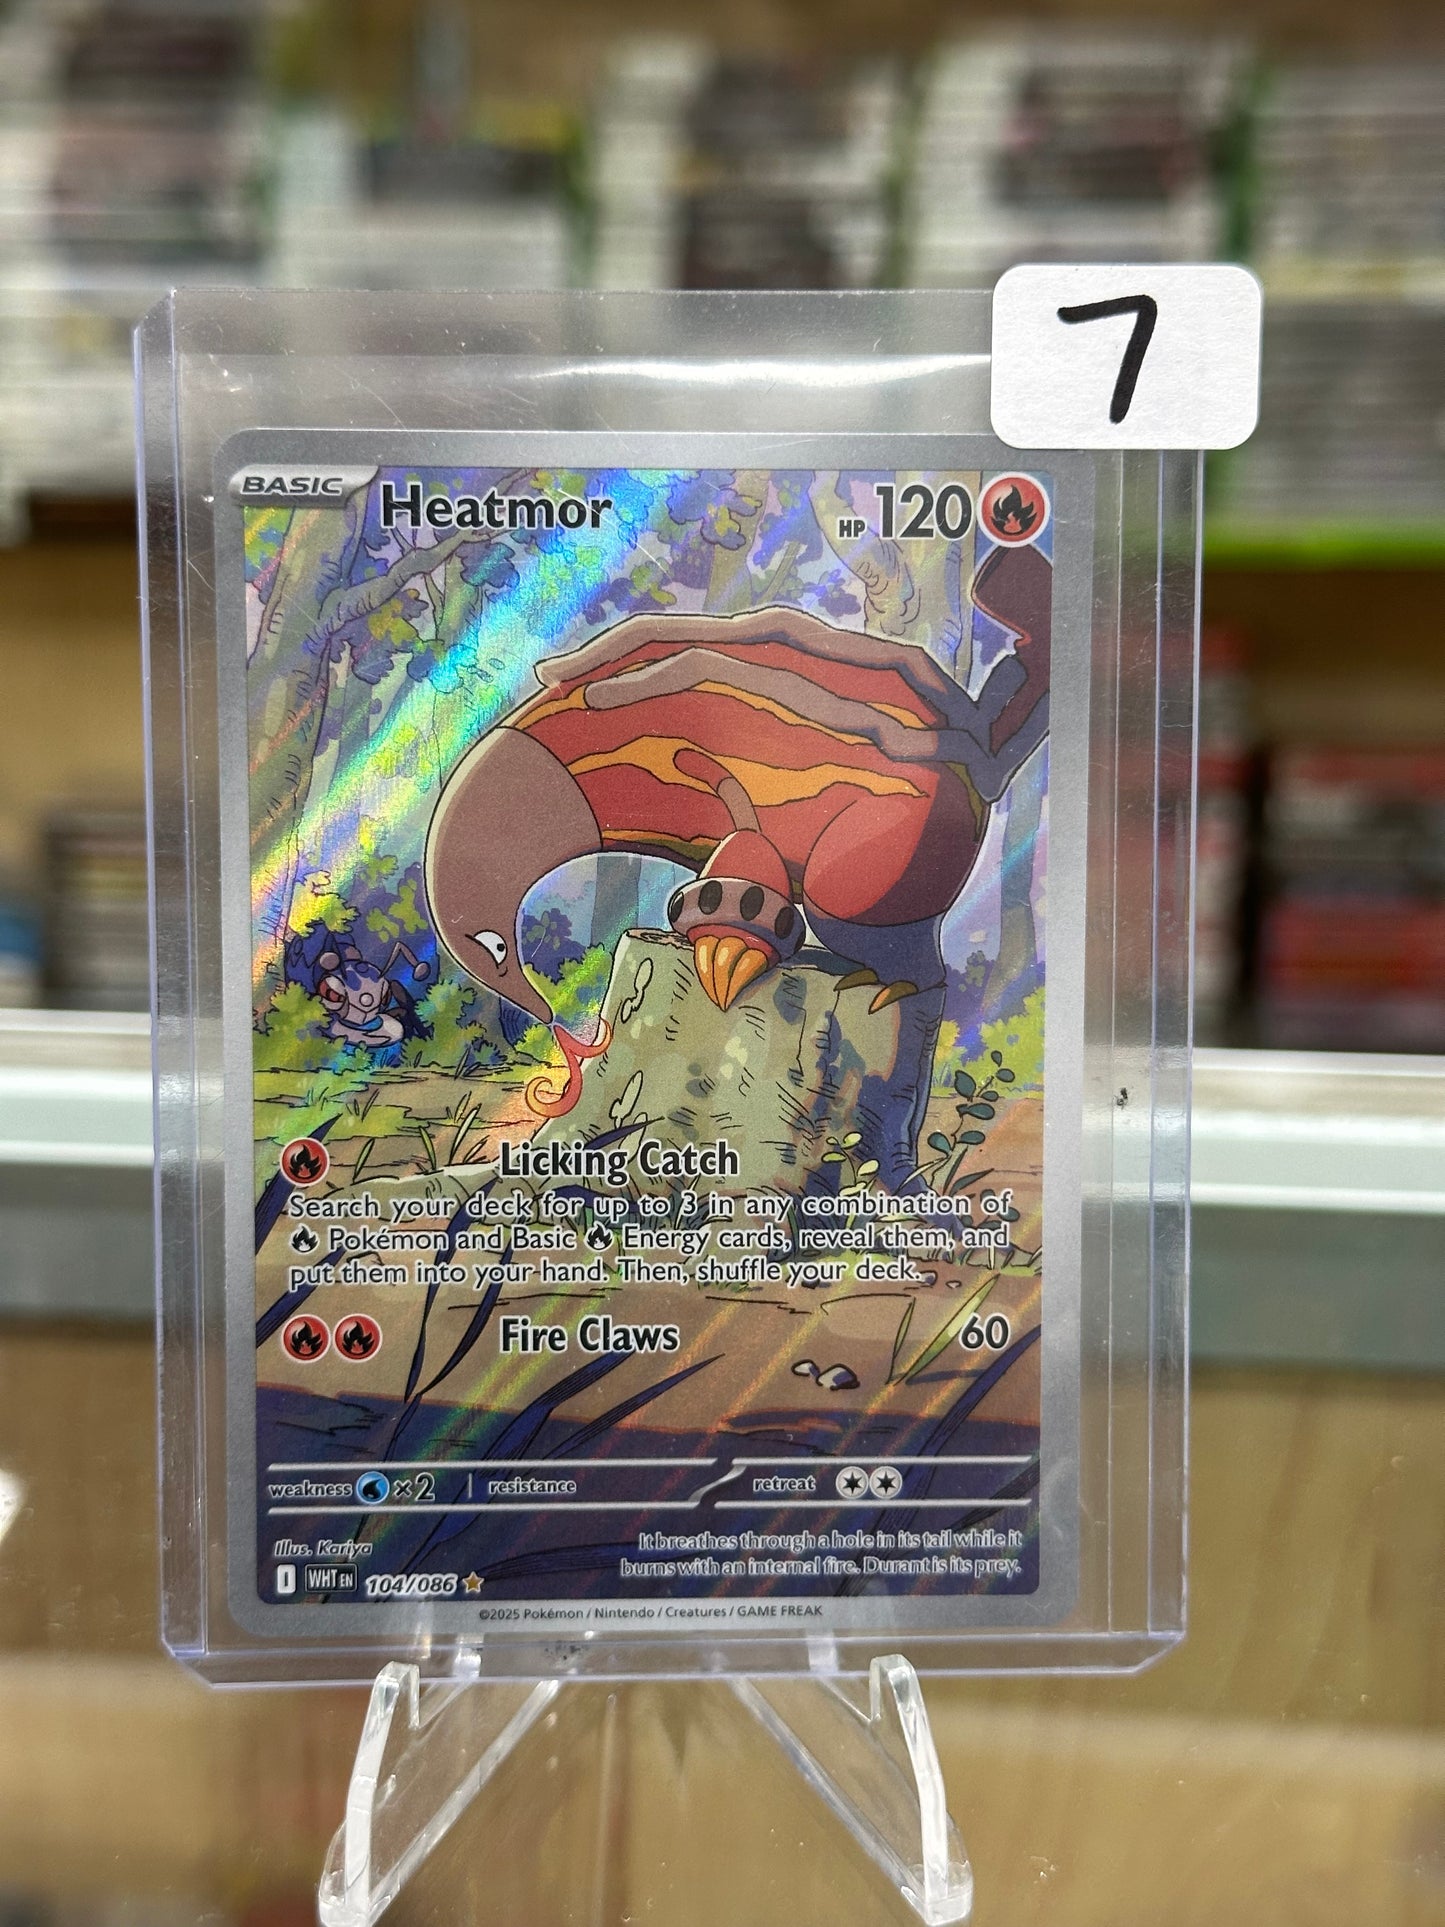 7
BASIC
Heatmor
HP 120
Licking Catch
Search your deck for up to 3 in any combination of
Pokémon and Basic Energy cards, reveal them, and
put them into your hand. Then, shuffle your deck.
Fire Claws 60
weakness ×2 resistance retreat
Illus. Kariya
It breathes through a hole in its tail while it
burns with an internal fire. Durant is its prey.
I WHT EN 104/086
©2025 Pokémon / Nintendo / Creatures / GAME FREAK